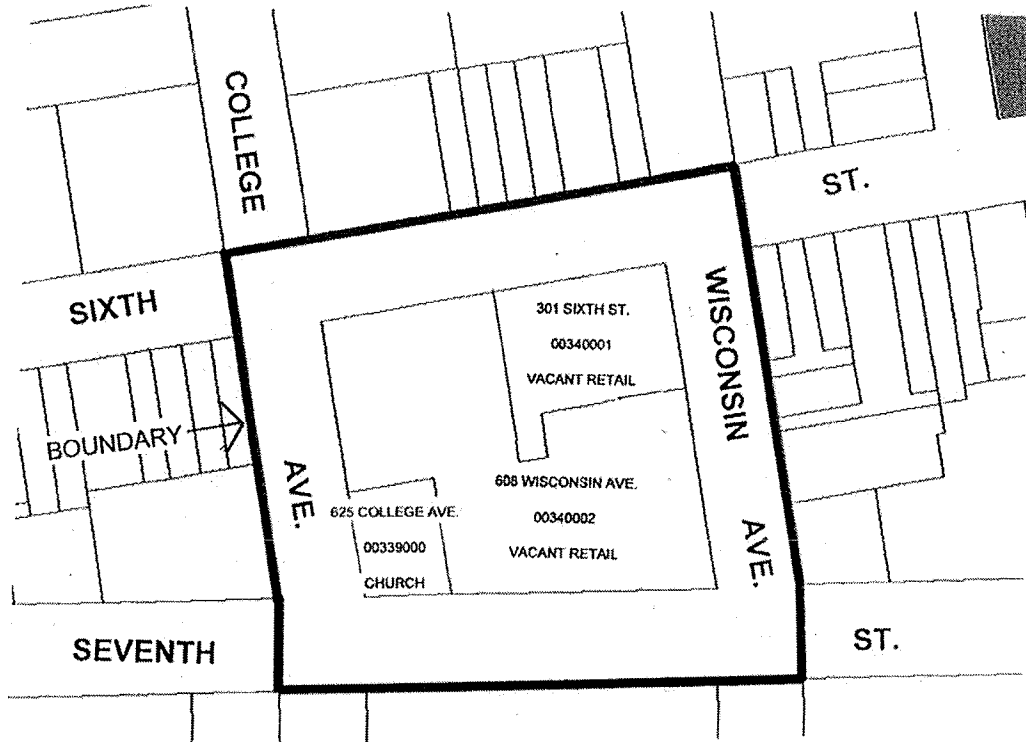 COLLEGE
ST.
SIXTH
WISCONSIN
301 SIXTH ST.
00340001
VACANT RETAIL
BOUNDARY
AVE.
625 COLLEGE AVE.
00339000
CHURCH
608 WISCONSIN AVE.
00340002
VACANT RETAIL
AVE.
SEVENTH
ST.